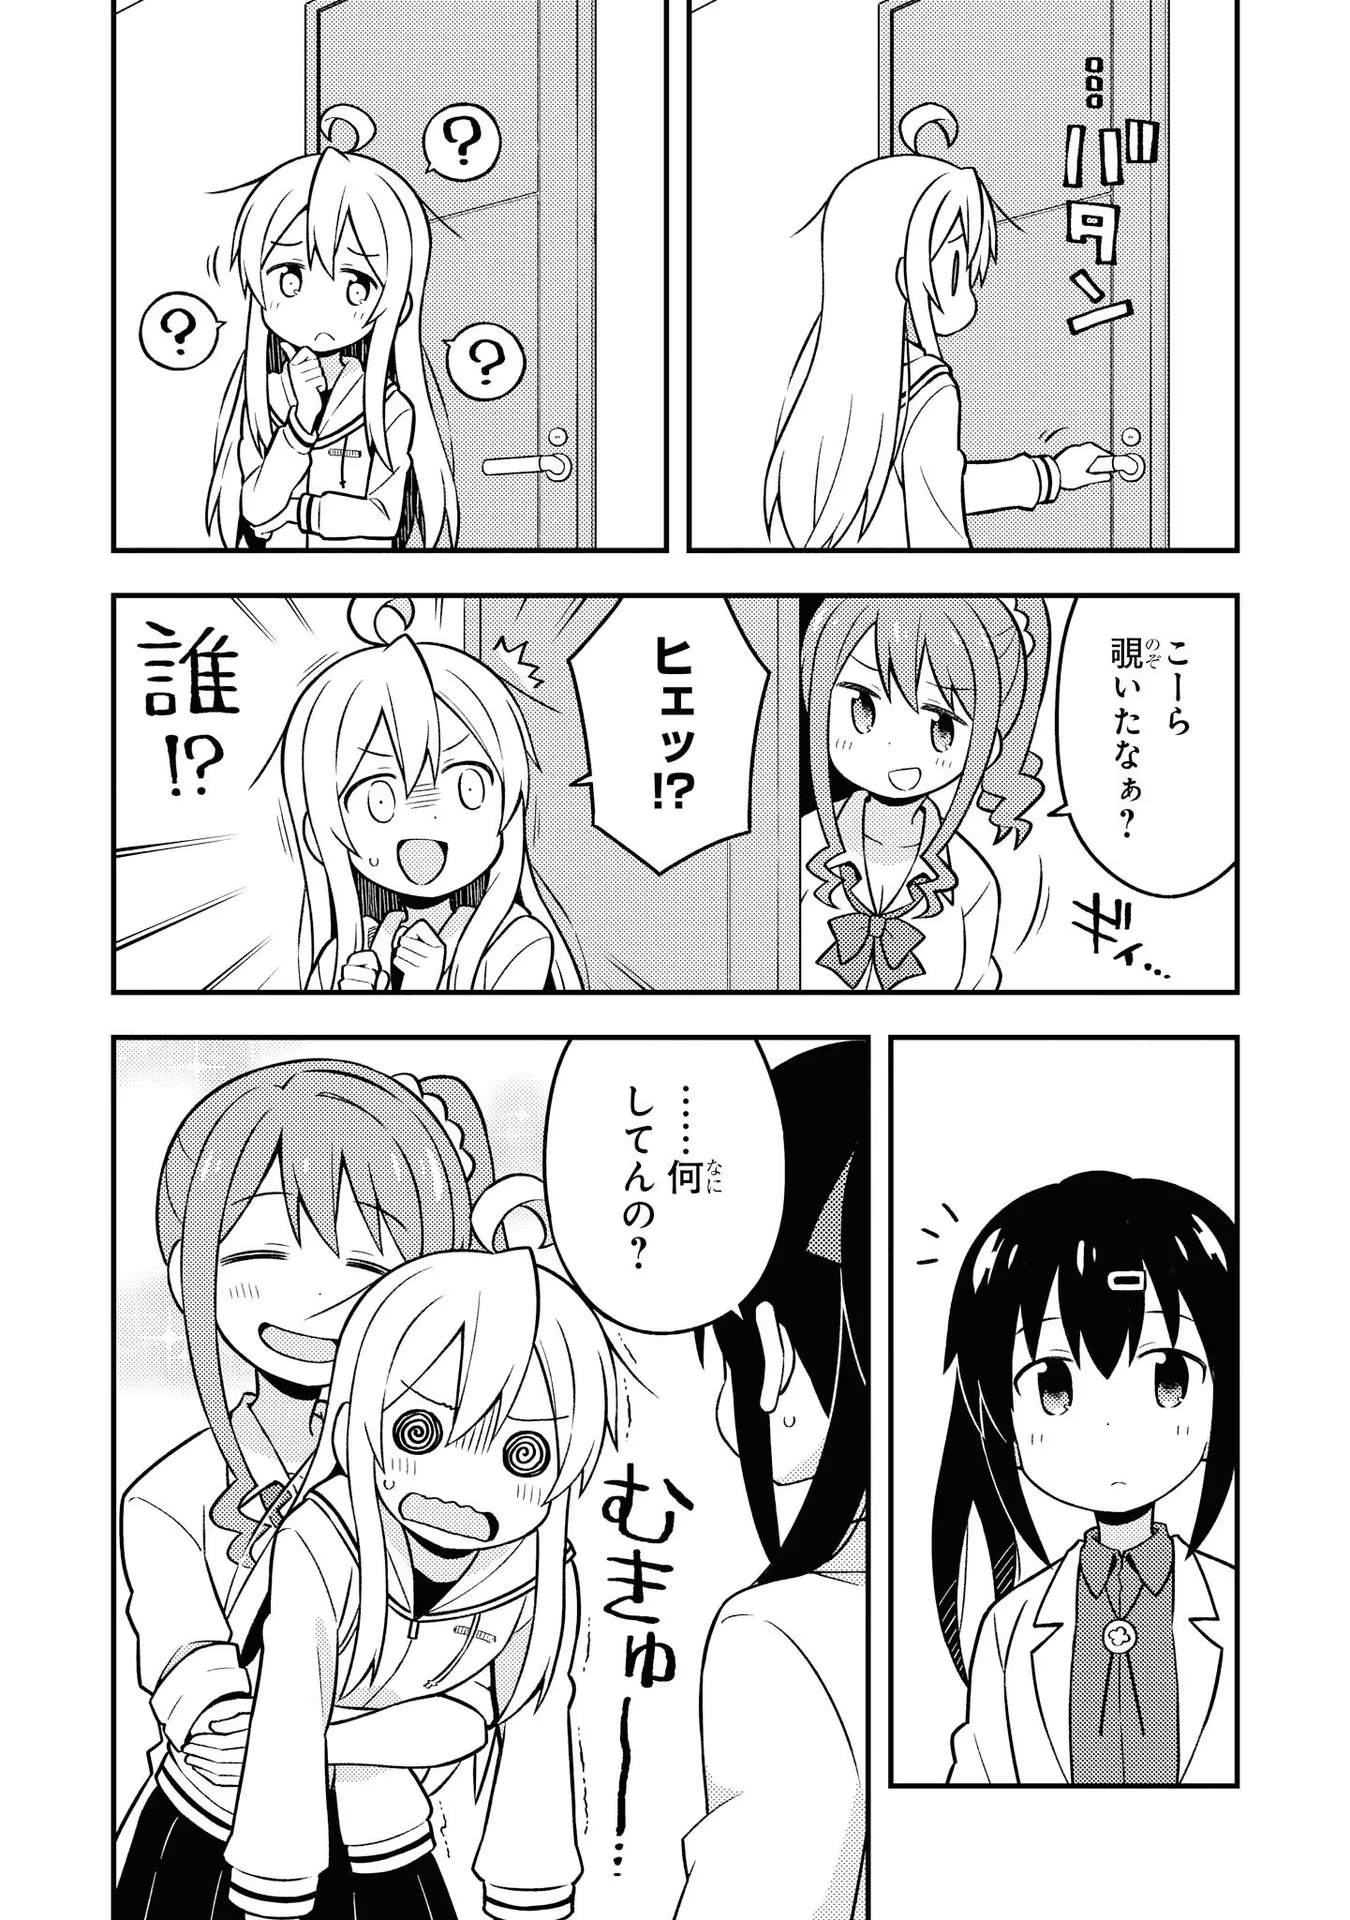 …バタン
?
?
?
こーら
覗いたなぁ?
のぞ
ギィ…
ヒェッ!?
誰!?
……何
なに
してんの?
むきゅー…